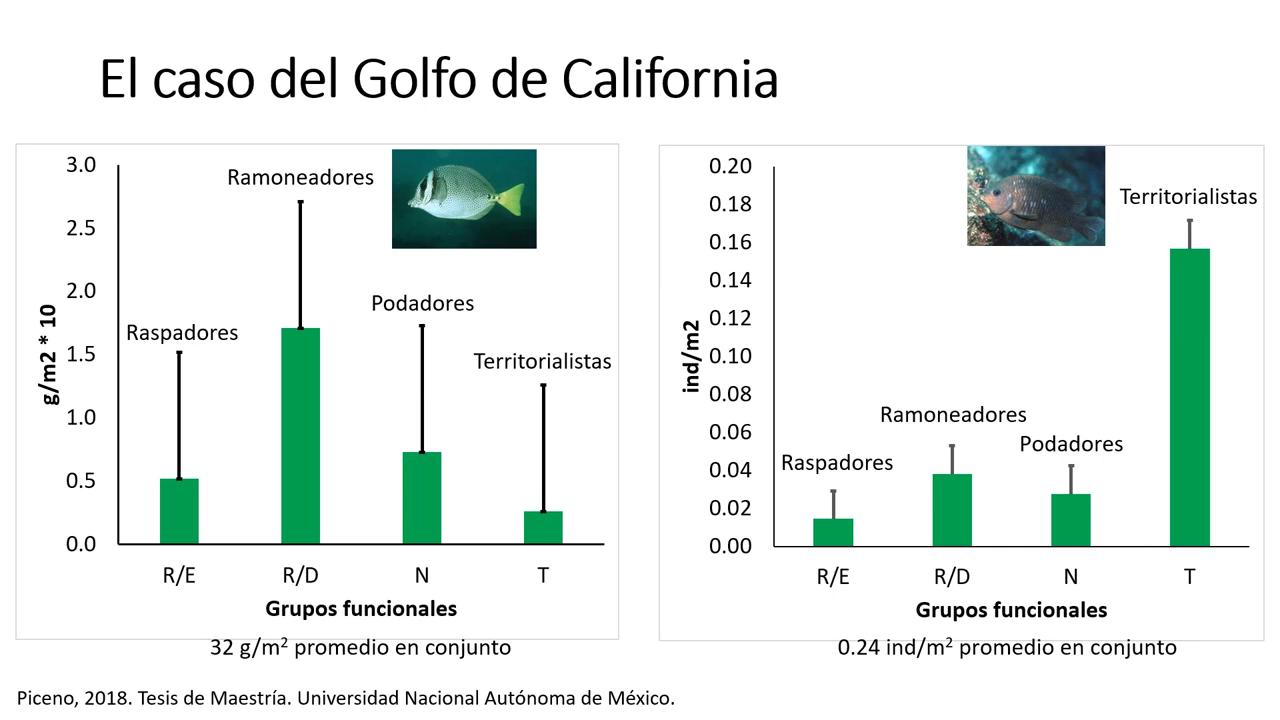 El caso del Golfo de California
3.0
2.5
2.0
1.5
1.0
0.5
0.0
g/m2 * 10
Raspadores
Ramoneadores
Podadores
Territorialistas
R/E R/D N T
Grupos funcionales
32 g/m² promedio en conjunto
0.20
0.18
0.16
0.14
0.12
0.10
0.08
0.06
0.04
0.02
0.00
ind/m2
Raspadores
Ramoneadores
Podadores
Territorialistas
R/E R/D N T
Grupos funcionales
0.24 ind/m² promedio en conjunto
Piceno, 2018. Tesis de Maestría. Universidad Nacional Autónoma de México.